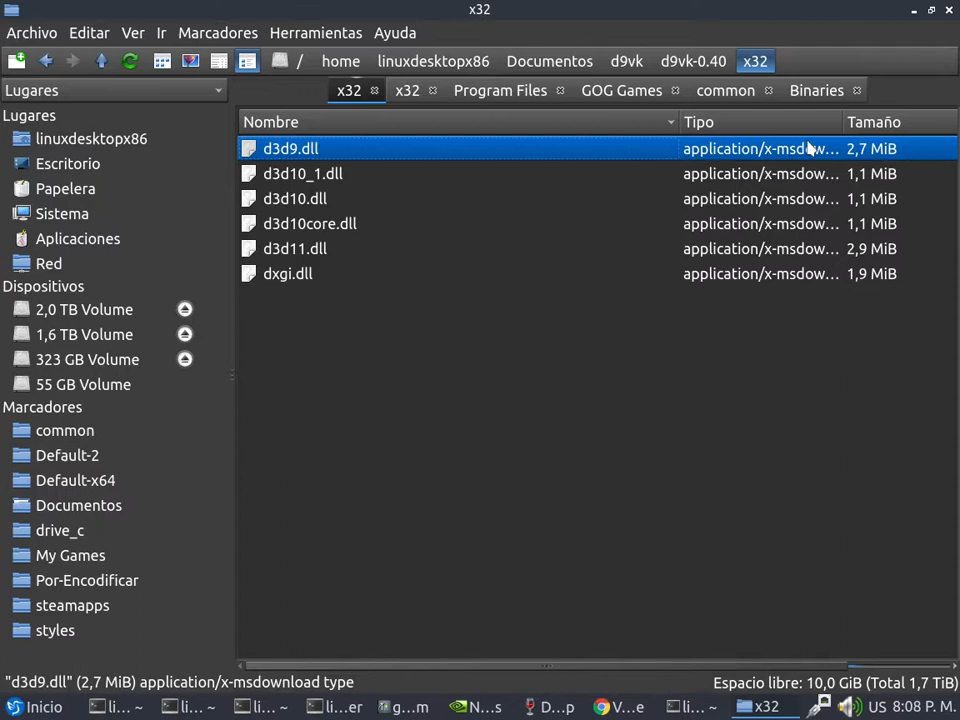 x32
Archivo Editar Ver Ir Marcadores Herramientas Ayuda
/ home linuxdesktopx86 Documentos d9vk d9vk-0.40 x32
Lugares
x32 x32 Program Files GOG Games common Binaries
Nombre Tipo Tamaño
d3d9.dll application/x-msdow... 2,7 MiB
d3d10_1.dll application/x-msdow... 1,1 MiB
d3d10.dll application/x-msdow... 1,1 MiB
d3d10core.dll application/x-msdow... 1,1 MiB
d3d11.dll application/x-msdow... 2,9 MiB
dxgi.dll application/x-msdow... 1,9 MiB
Lugares
linuxdesktopx86
Escritorio
Papelera
Sistema
Aplicaciones
Red
Dispositivos
2,0 TB Volume
1,6 TB Volume
323 GB Volume
55 GB Volume
Marcadores
common
Default-2
Default-x64
Documentos
drive_c
My Games
Por-Encodificar
steamapps
styles
"d3d9.dll" (2,7 MiB) application/x-msdownload type
Espacio libre: 10,0 GiB (Total 1,7 TiB)
Inicio li... ~ li... ~ li... ~ li...er g...m N...s D...p V...e li... ~ x32 US 8:08 P. M.